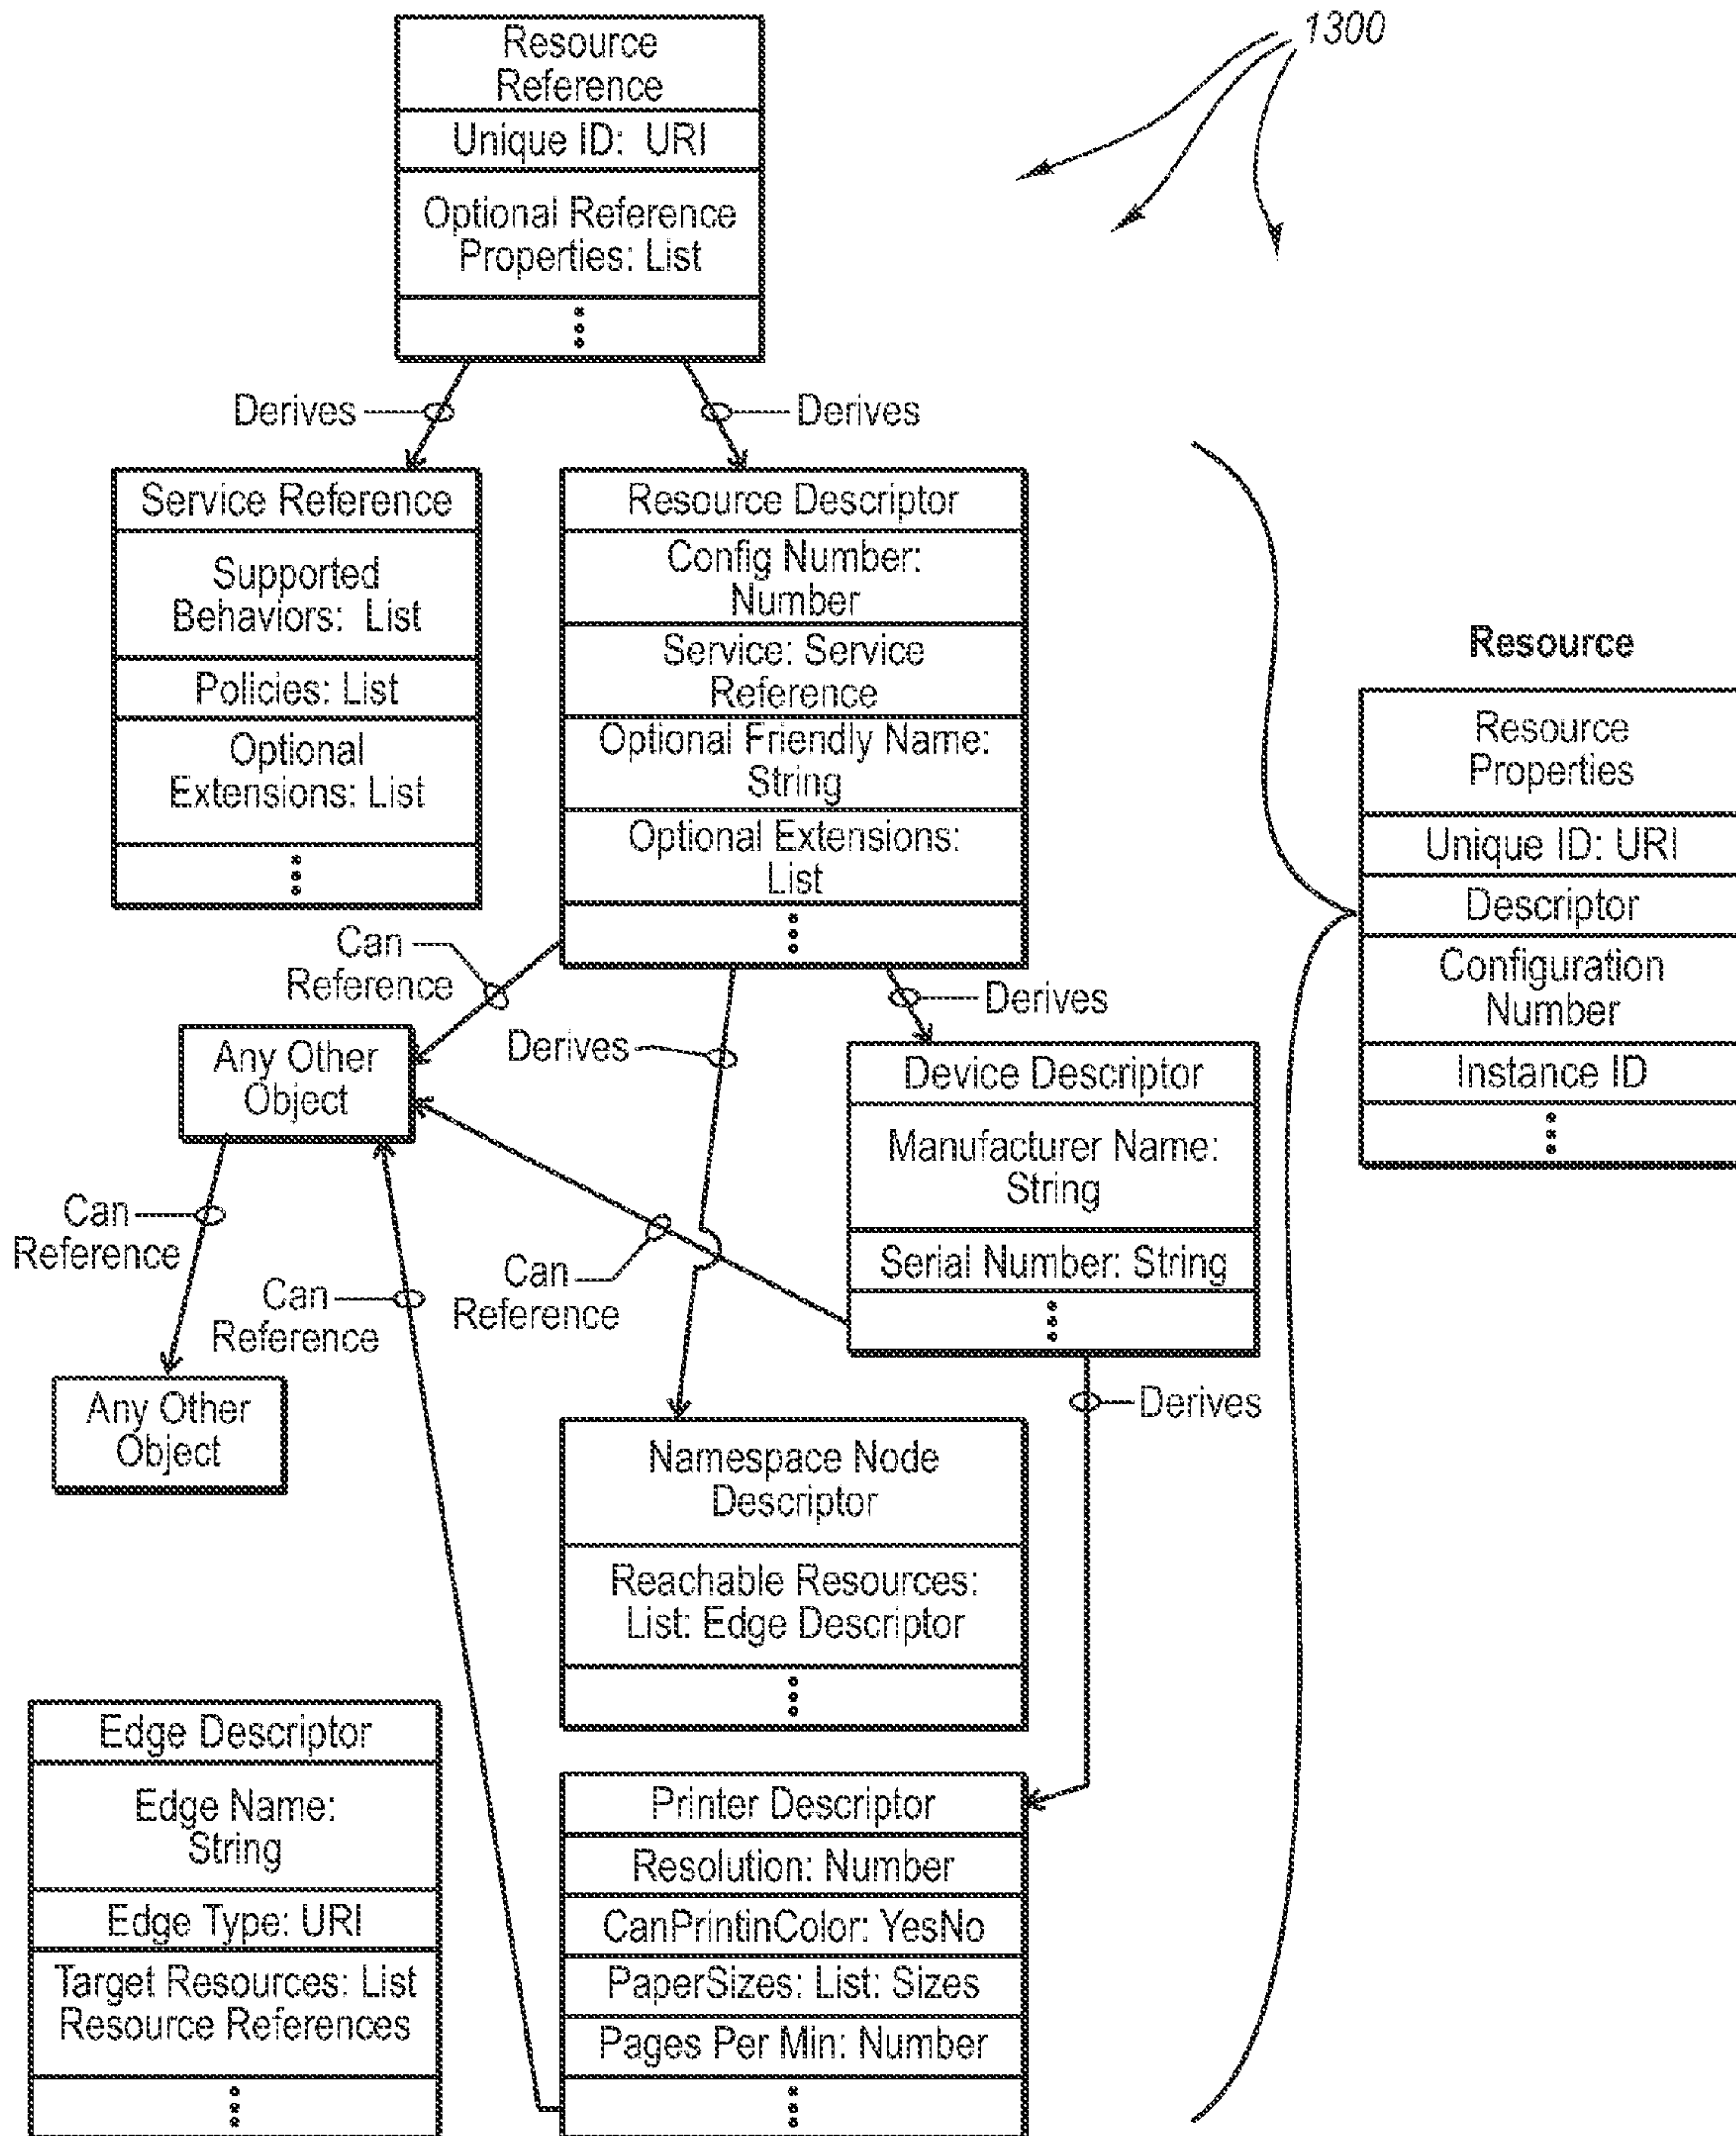 1300
Resource
Reference
Unique ID: URI
Optional Reference
Properties: List
Derives
Derives
Service Reference
Supported
Behaviors: List
Policies: List
Optional
Extensions: List
Resource Descriptor
Config Number:
Number
Service: Service
Reference
Optional Friendly Name:
String
Optional Extensions:
List
Resource
Resource
Properties
Unique ID: URI
Descriptor
Configuration
Number
Instance ID
Can
Reference
Derives
Derives
Any Other
Object
Device Descriptor
Manufacturer Name:
String
Serial Number: String
Can
Reference
Can
Reference
Can
Reference
Any Other
Object
Derives
Namespace Node
Descriptor
Reachable Resources:
List: Edge Descriptor
Edge Descriptor
Edge Name:
String
Edge Type: URI
Target Resources: List
Resource References
Printer Descriptor
Resolution: Number
CanPrintinColor: YesNo
PaperSizes: List: Sizes
Pages Per Min: Number